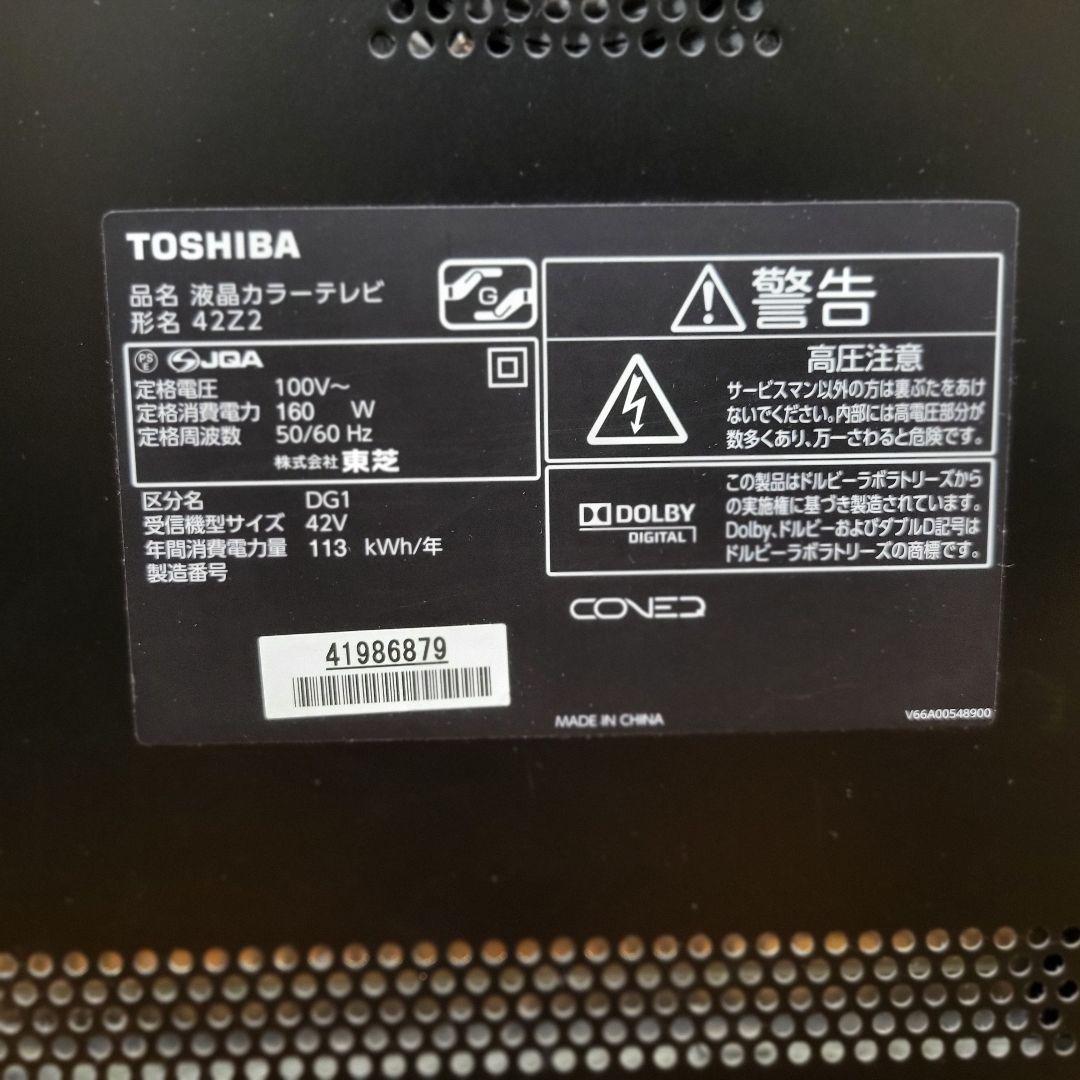 TOSHIBA
品名 液晶カラーテレビ
形名 42Z2
G
PS
E
JQA
定格電圧 100V～
定格消費電力 160 W
定格周波数 50/60 Hz
株式会社 東芝
区分名 DG1
受信機型サイズ 42V
年間消費電力量 113 kWh/年
製造番号
41986879
警告
高圧注意
サービスマン以外の方は裏ぶたをあけ
ないでください。内部には高電圧部分が
数多くあり、万一さわると危険です。
DOLBY
DIGITAL
この製品はドルビーラボラトリーズから
の実施権に基づき製造されています。
Dolby、ドルビーおよびダブルD記号は
ドルビーラボラトリーズの商標です。
CONEQ
MADE IN CHINA
V66A00548900